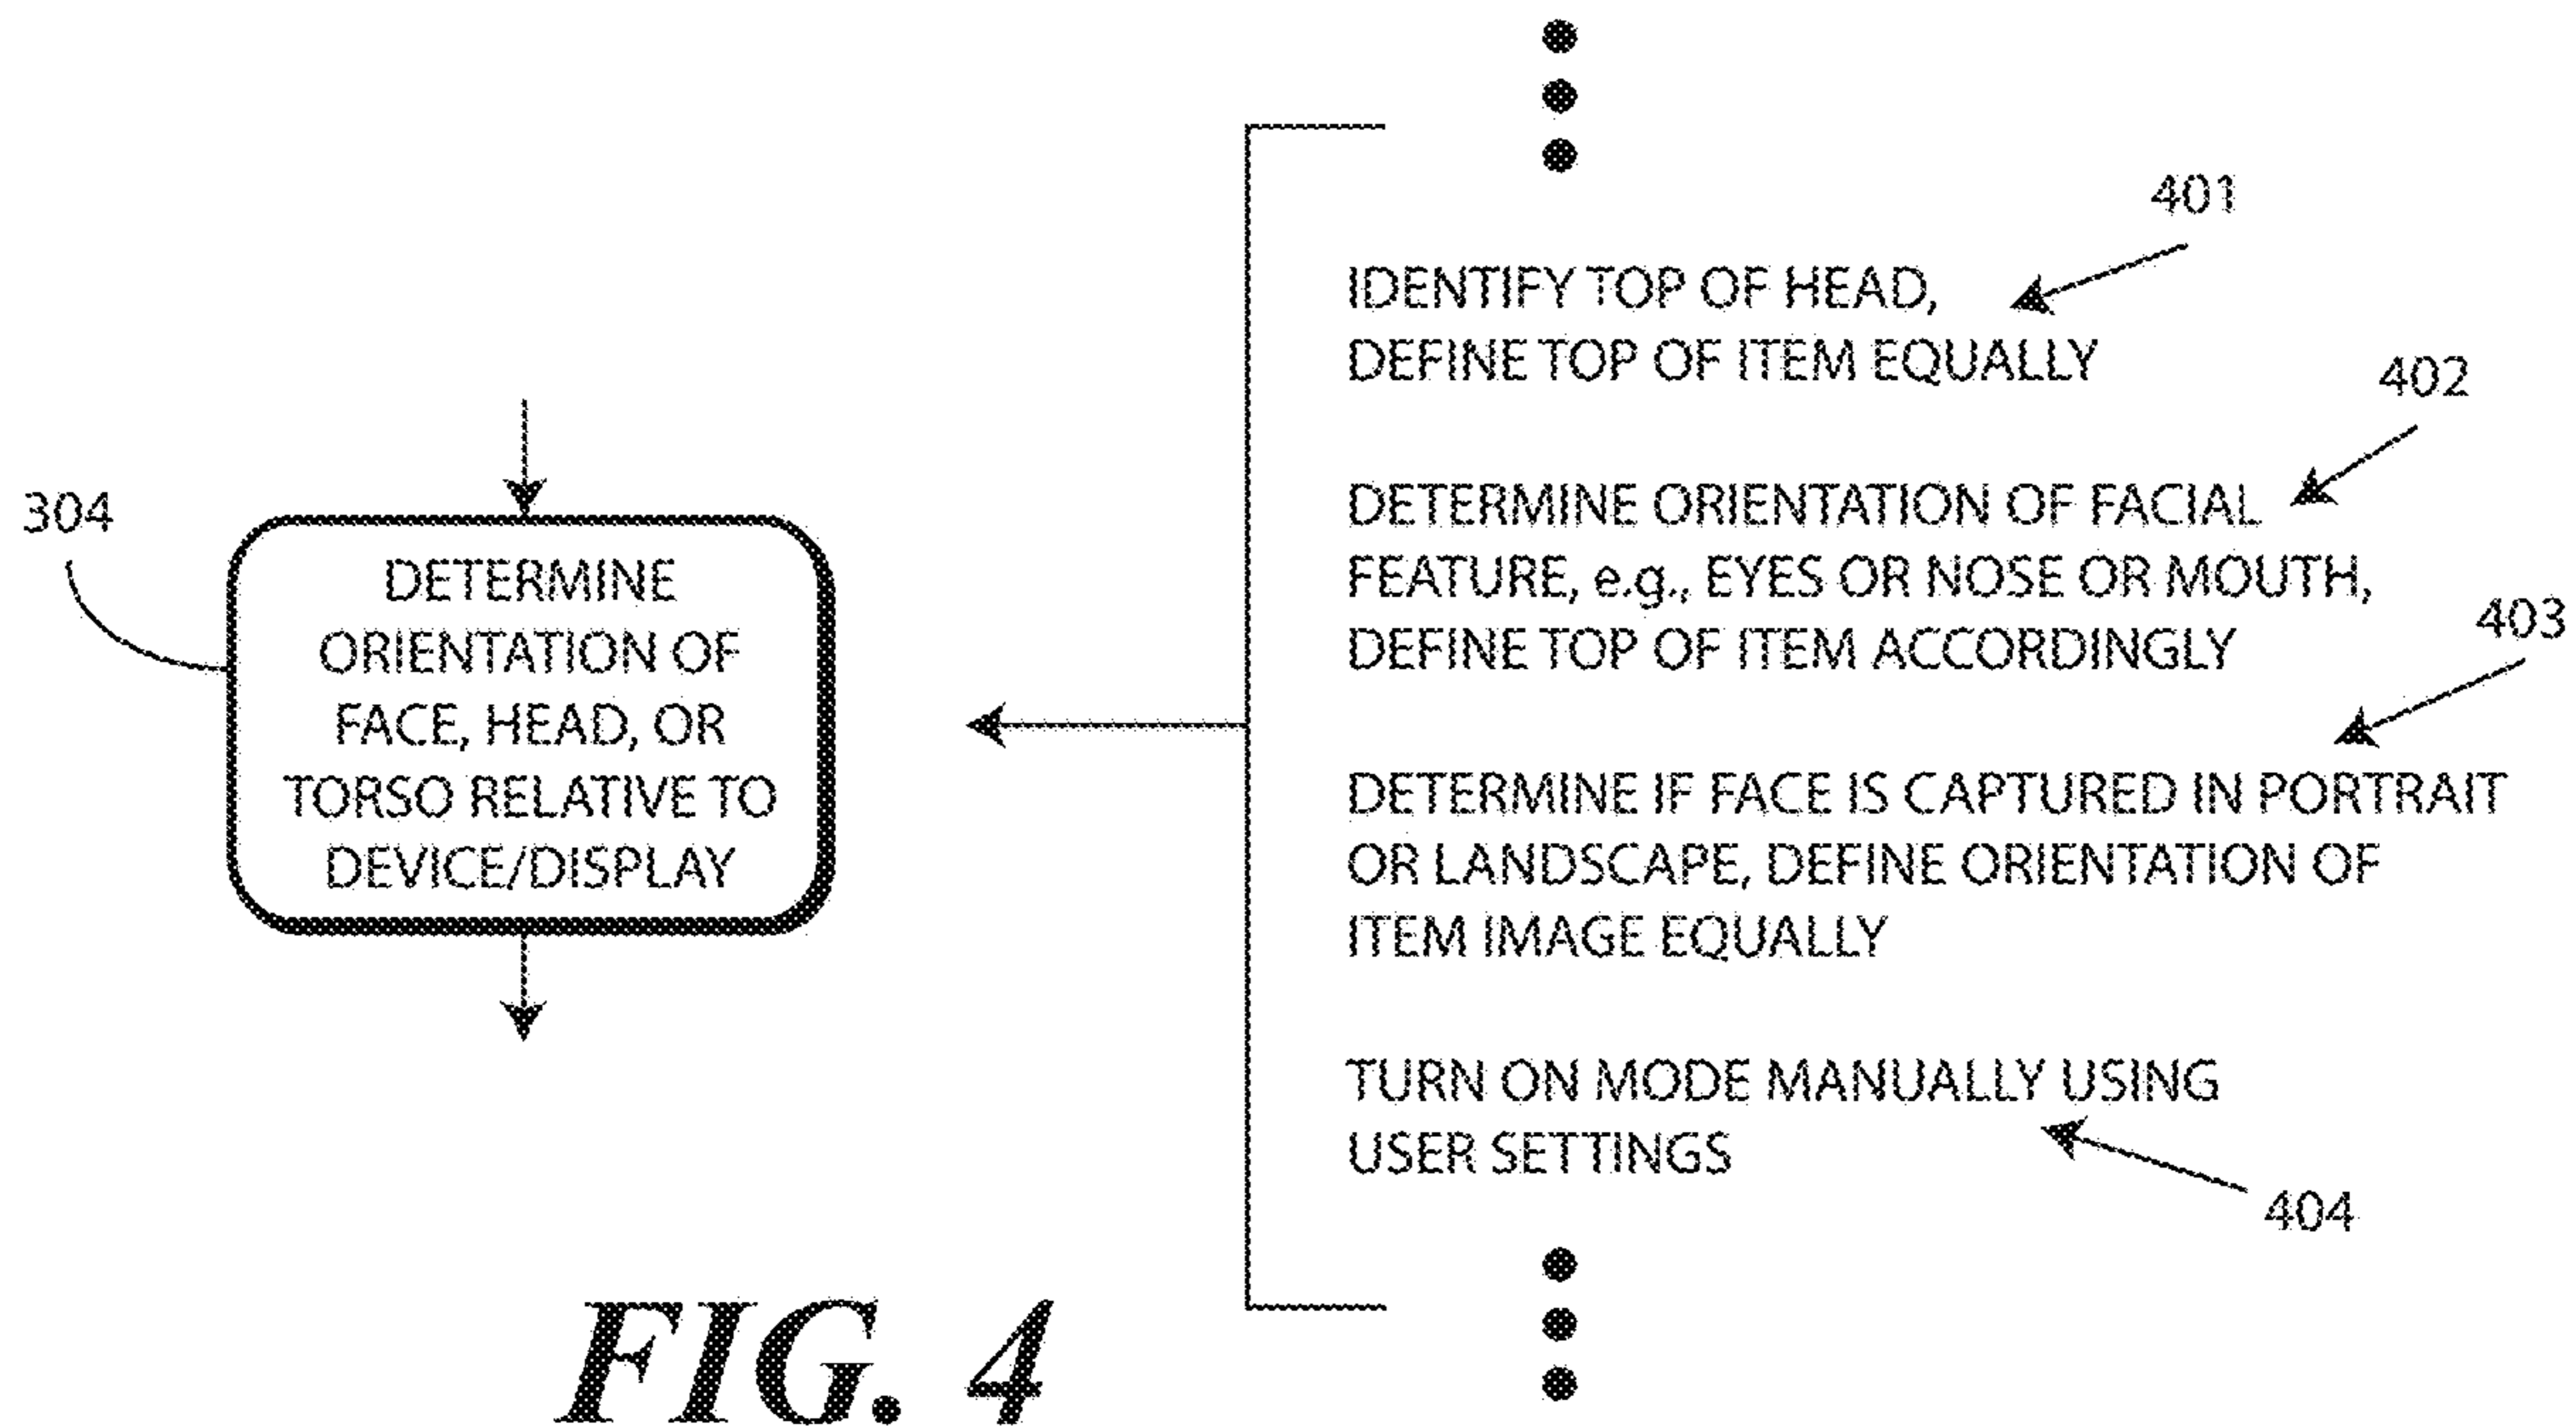 304
DETERMINE
ORIENTATION OF
FACE, HEAD, OR
TORSO RELATIVE TO
DEVICE/DISPLAY
401
IDENTIFY TOP OF HEAD,
DEFINE TOP OF ITEM EQUALLY
402
DETERMINE ORIENTATION OF FACIAL
FEATURE, e.g., EYES OR NOSE OR MOUTH,
DEFINE TOP OF ITEM ACCORDINGLY
403
DETERMINE IF FACE IS CAPTURED IN PORTRAIT
OR LANDSCAPE, DEFINE ORIENTATION OF
ITEM IMAGE EQUALLY
TURN ON MODE MANUALLY USING
USER SETTINGS
404
FIG. 4